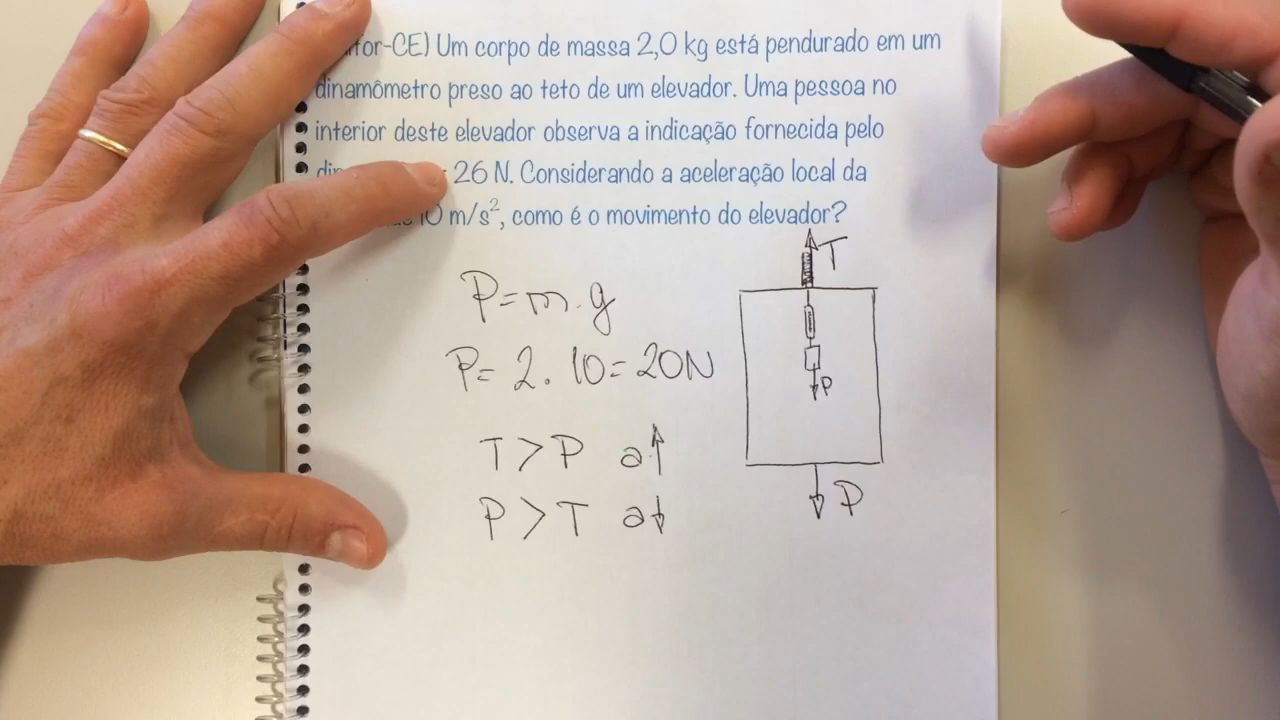 Um corpo de massa 2,0 kg está pendurado em um
dinamômetro preso ao teto de um elevador. Uma pessoa no
interior deste elevador observa a indicação fornecida pelo
26 N. Considerando a aceleração local da
10 m/s², como é o movimento do elevador?
T
P = m.g
P = 2. 10 = 20N
P
T > P a↑
P > T a↓
P